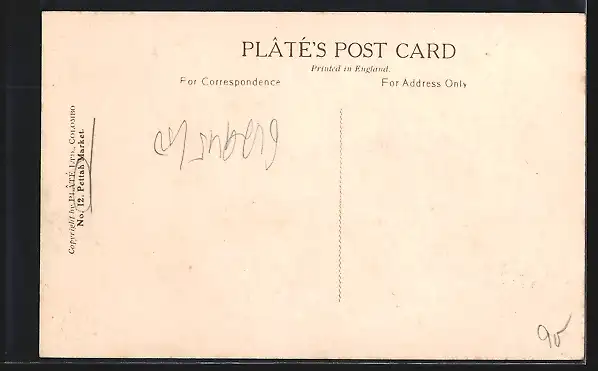 PLÂTÉ'S POST CARD
Printed in England.
For Correspondence
For Address Only
Copyright by PLÂTÉ LTD., COLOMBO
No. 12. Pettah Market.
90